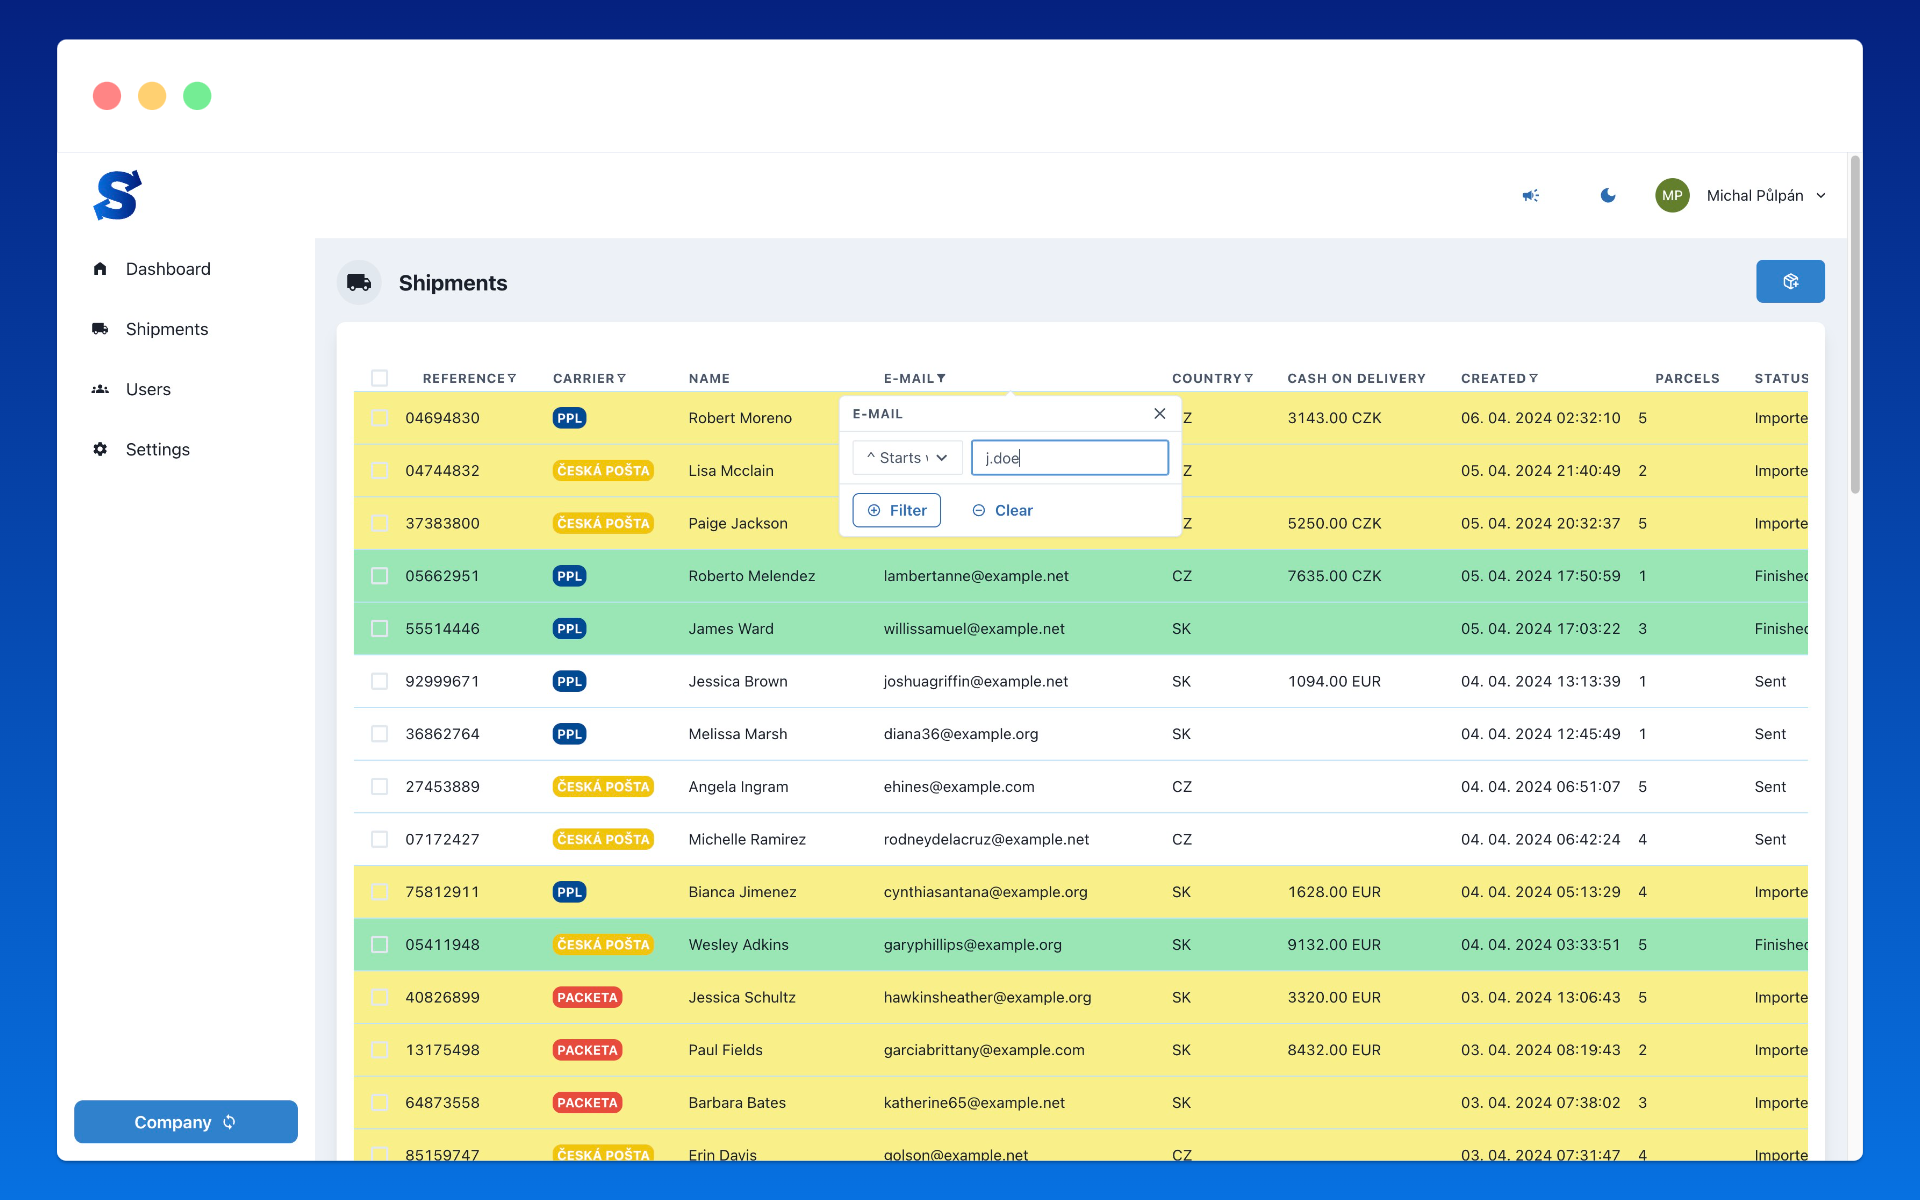 MP Michal Půlpán
Dashboard
Shipments
Users
Settings
Company
Shipments
REFERENCE CARRIER NAME E-MAIL COUNTRY CASH ON DELIVERY CREATED PARCELS STATUS
04694830 PPL Robert Moreno Z 3143.00 CZK 06. 04. 2024 02:32:10 5 Importe
04744832 ČESKÁ POŠTA Lisa Mcclain Z 05. 04. 2024 21:40:49 2 Importe
37383800 ČESKÁ POŠTA Paige Jackson Z 5250.00 CZK 05. 04. 2024 20:32:37 5 Importe
E-MAIL
^ Starts j.doe
Filter Clear
05662951 PPL Roberto Melendez lambertanne@example.net CZ 7635.00 CZK 05. 04. 2024 17:50:59 1 Finished
55514446 PPL James Ward willissamuel@example.net SK 05. 04. 2024 17:03:22 3 Finished
92999671 PPL Jessica Brown joshuagriffin@example.net SK 1094.00 EUR 04. 04. 2024 13:13:39 1 Sent
36862764 PPL Melissa Marsh diana36@example.org SK 04. 04. 2024 12:45:49 1 Sent
27453889 ČESKÁ POŠTA Angela Ingram ehines@example.com CZ 04. 04. 2024 06:51:07 5 Sent
07172427 ČESKÁ POŠTA Michelle Ramirez rodneydelacruz@example.net CZ 04. 04. 2024 06:42:24 4 Sent
75812911 PPL Bianca Jimenez cynthiasantana@example.org SK 1628.00 EUR 04. 04. 2024 05:13:29 4 Importe
05411948 ČESKÁ POŠTA Wesley Adkins garyphillips@example.org SK 9132.00 EUR 04. 04. 2024 03:33:51 5 Finished
40826899 PACKETA Jessica Schultz hawkinsheather@example.org SK 3320.00 EUR 03. 04. 2024 13:06:43 5 Importe
13175498 PACKETA Paul Fields garciabrittany@example.com SK 8432.00 EUR 03. 04. 2024 08:19:43 2 Importe
64873558 PACKETA Barbara Bates katherine65@example.net SK 03. 04. 2024 07:38:02 3 Importe
85159747 ČESKÁ POŠTA Erin Davis golson@example.net CZ 03. 04. 2024 07:31:47 4 Importe